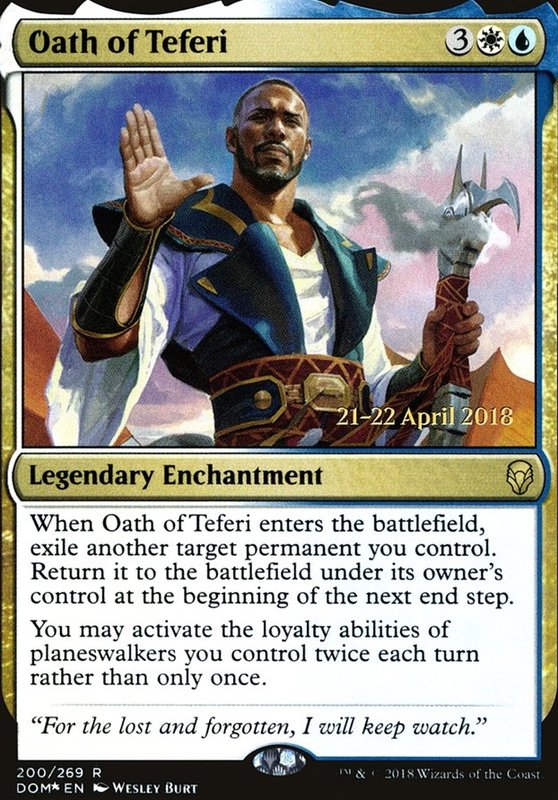 Oath of Teferi 3
21–22 April 2018
Legendary Enchantment
When Oath of Teferi enters the battlefield,
exile another target permanent you control.
Return it to the battlefield under its owner's
control at the beginning of the next end step.
You may activate the loyalty abilities of
planeswalkers you control twice each turn
rather than only once.
"For the lost and forgotten, I will keep watch."
200/269 R
DOM★EN Wesley Burt
™ & © 2018 Wizards of the Coast.